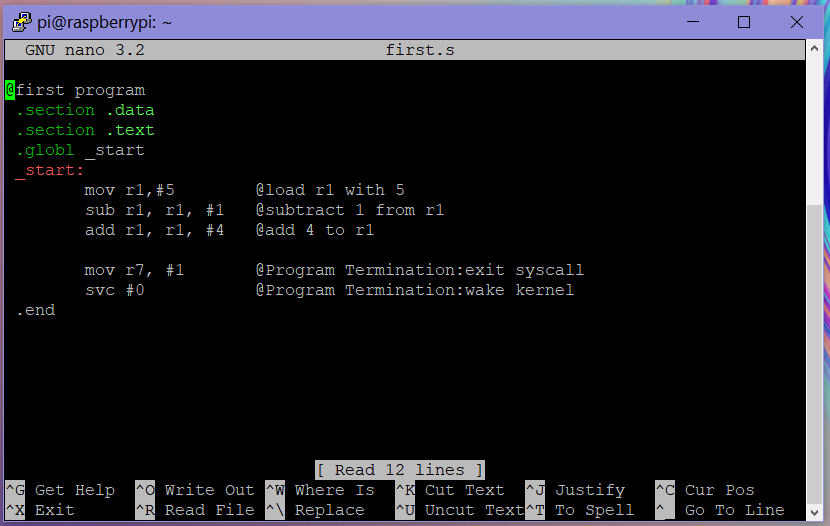 pi@raspberrypi: ~
GNU nano 3.2 first.s
@first program
.section .data
.section .text
.globl _start
_start:
mov r1,#5 @load r1 with 5
sub r1, r1, #1 @subtract 1 from r1
add r1, r1, #4 @add 4 to r1
mov r7, #1 @Program Termination:exit syscall
svc #0 @Program Termination:wake kernel
.end
[ Read 12 lines ]
^G Get Help ^O Write Out ^W Where Is ^K Cut Text ^J Justify ^C Cur Pos
^X Exit ^R Read File ^\ Replace ^U Uncut Text ^T To Spell ^_ Go To Line